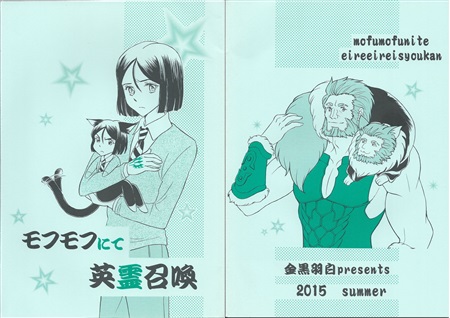 モフモフにて
英霊召喚
mofumofunite
eireeireisyoukan
金黒羽白presents
2015 summer